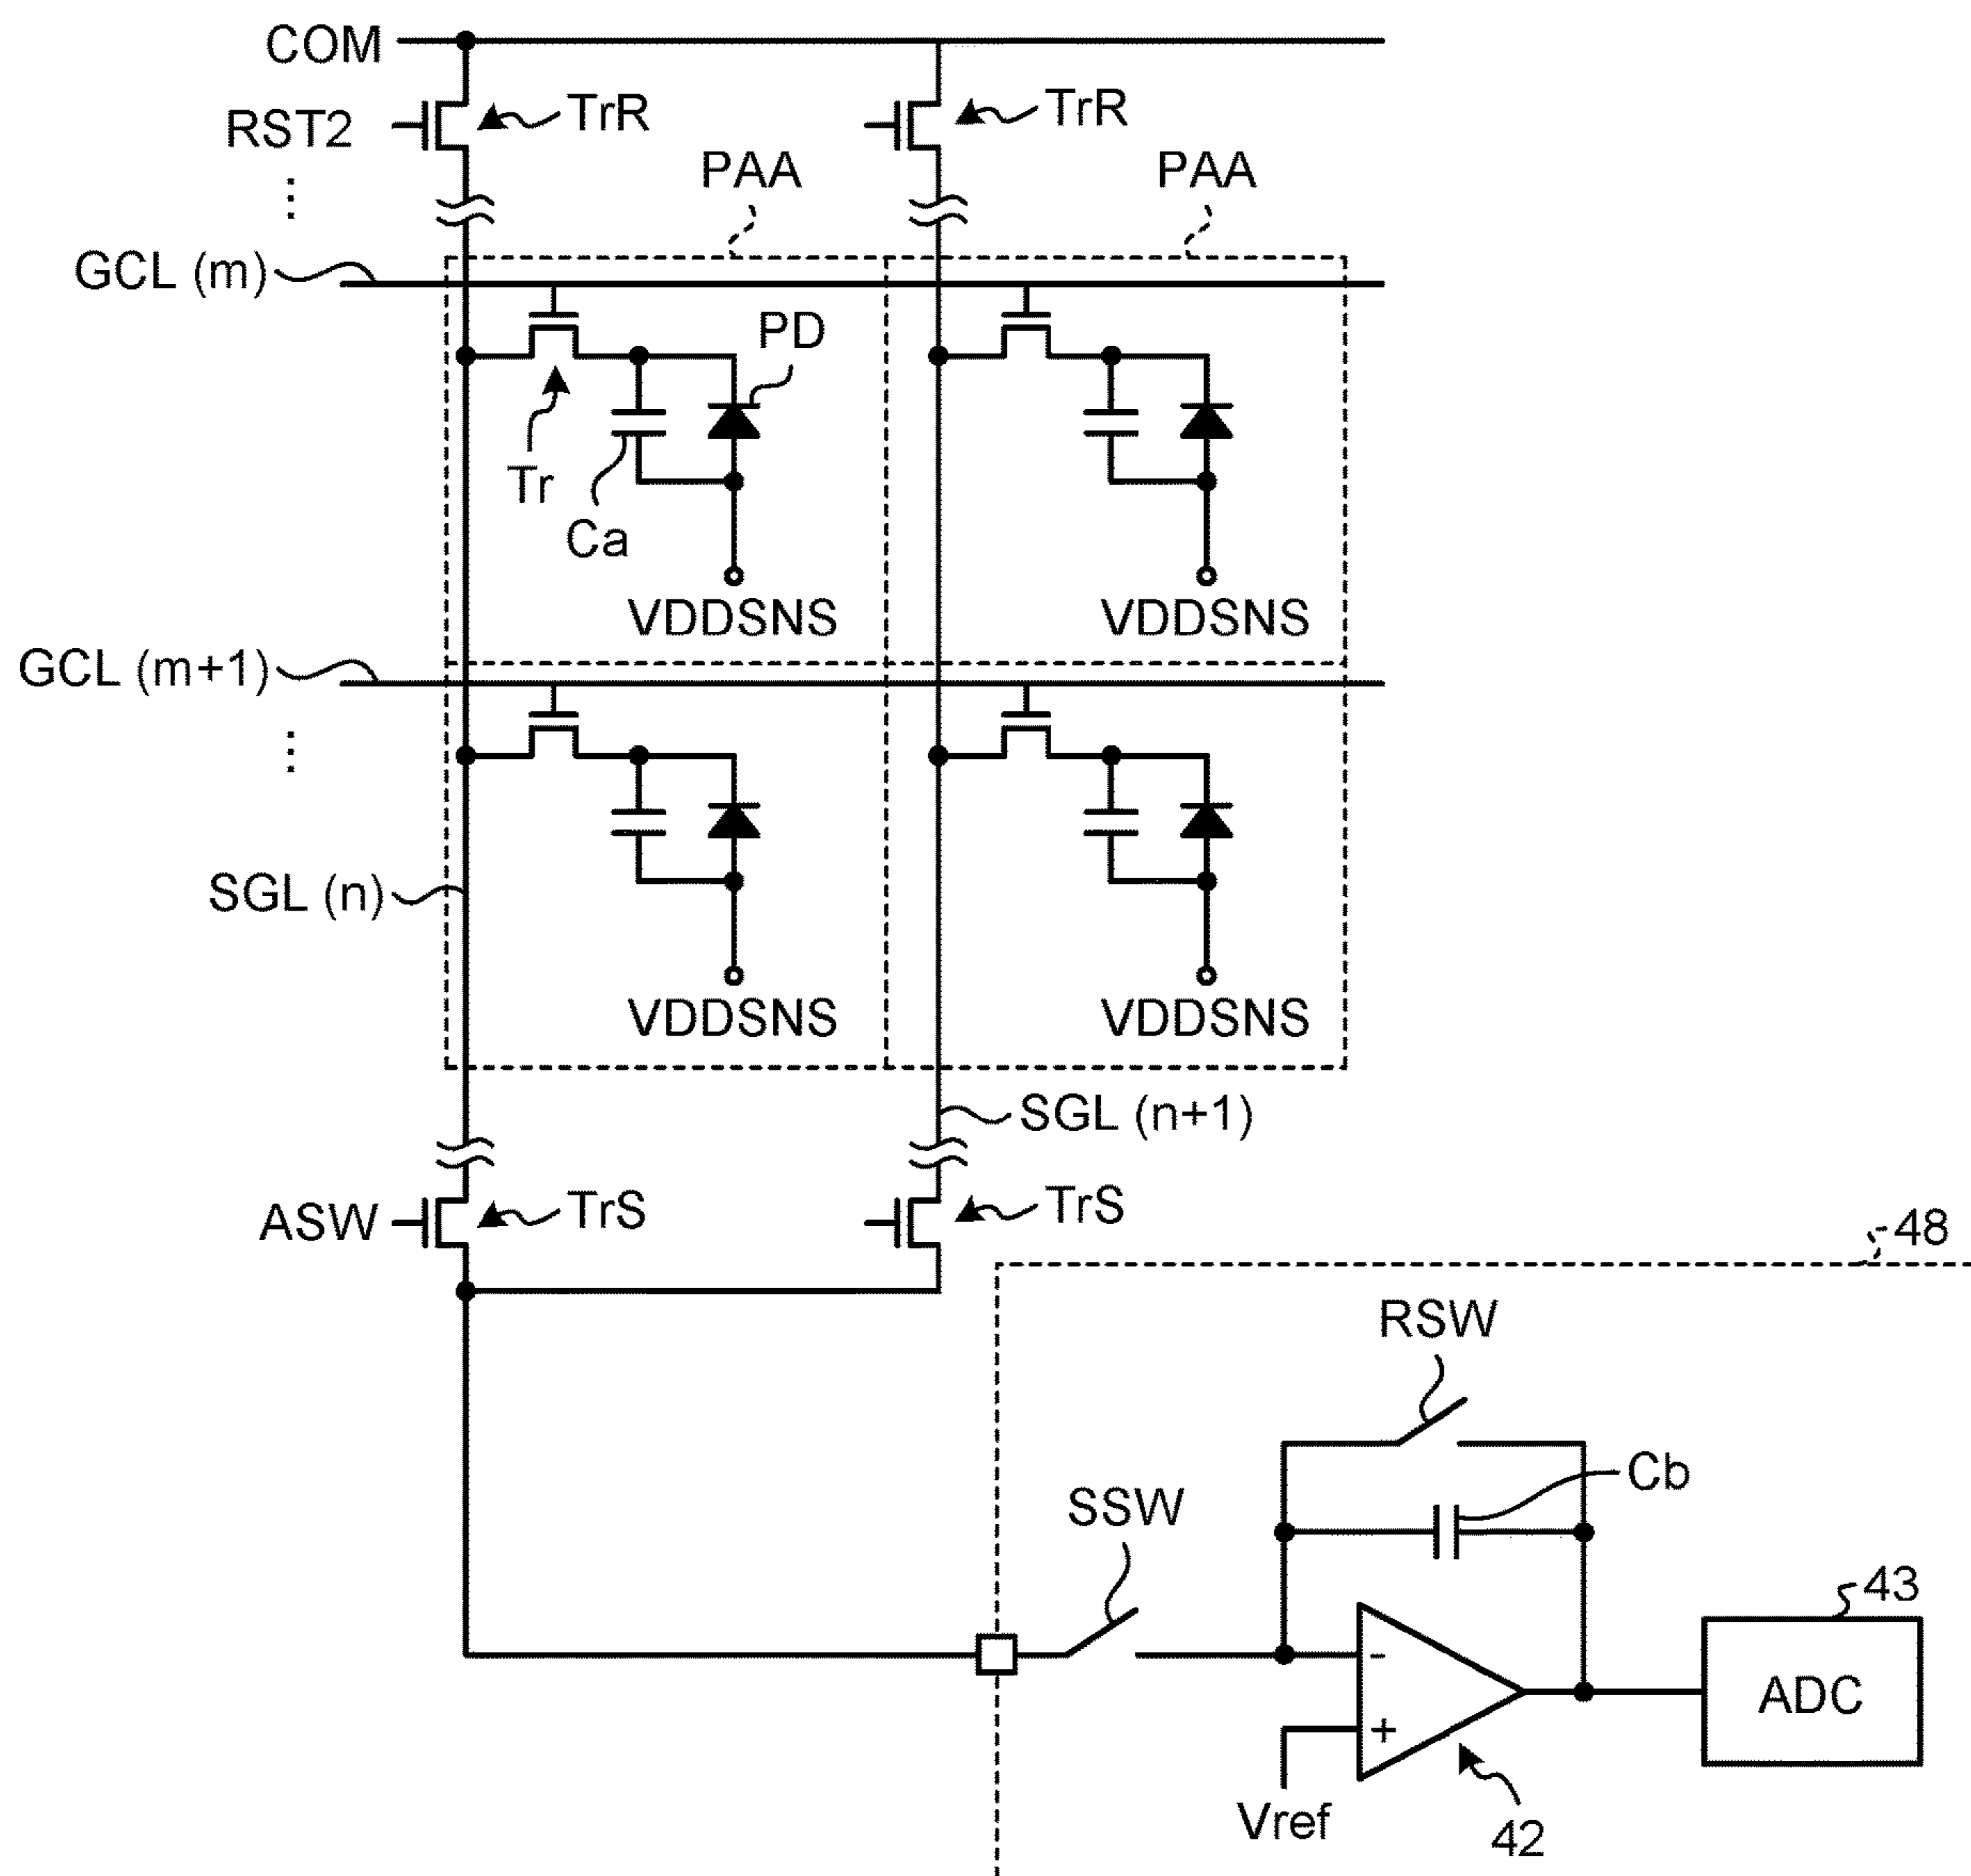 COM
RST2
TrR
TrR
⋮
PAA
PAA
GCL (m)
PD
Tr
Ca
VDDSNS
VDDSNS
GCL (m+1)
⋮
SGL (n)
VDDSNS
VDDSNS
SGL (n+1)
ASW
TrS
TrS
48
RSW
Cb
SSW
43
-
+
ADC
Vref
42